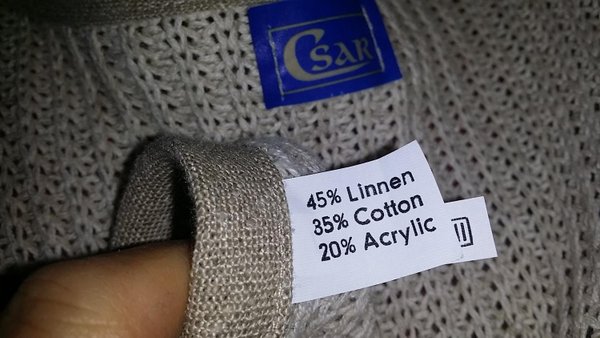 CSAR
45% Linnen
35% Cotton
20% Acrylic